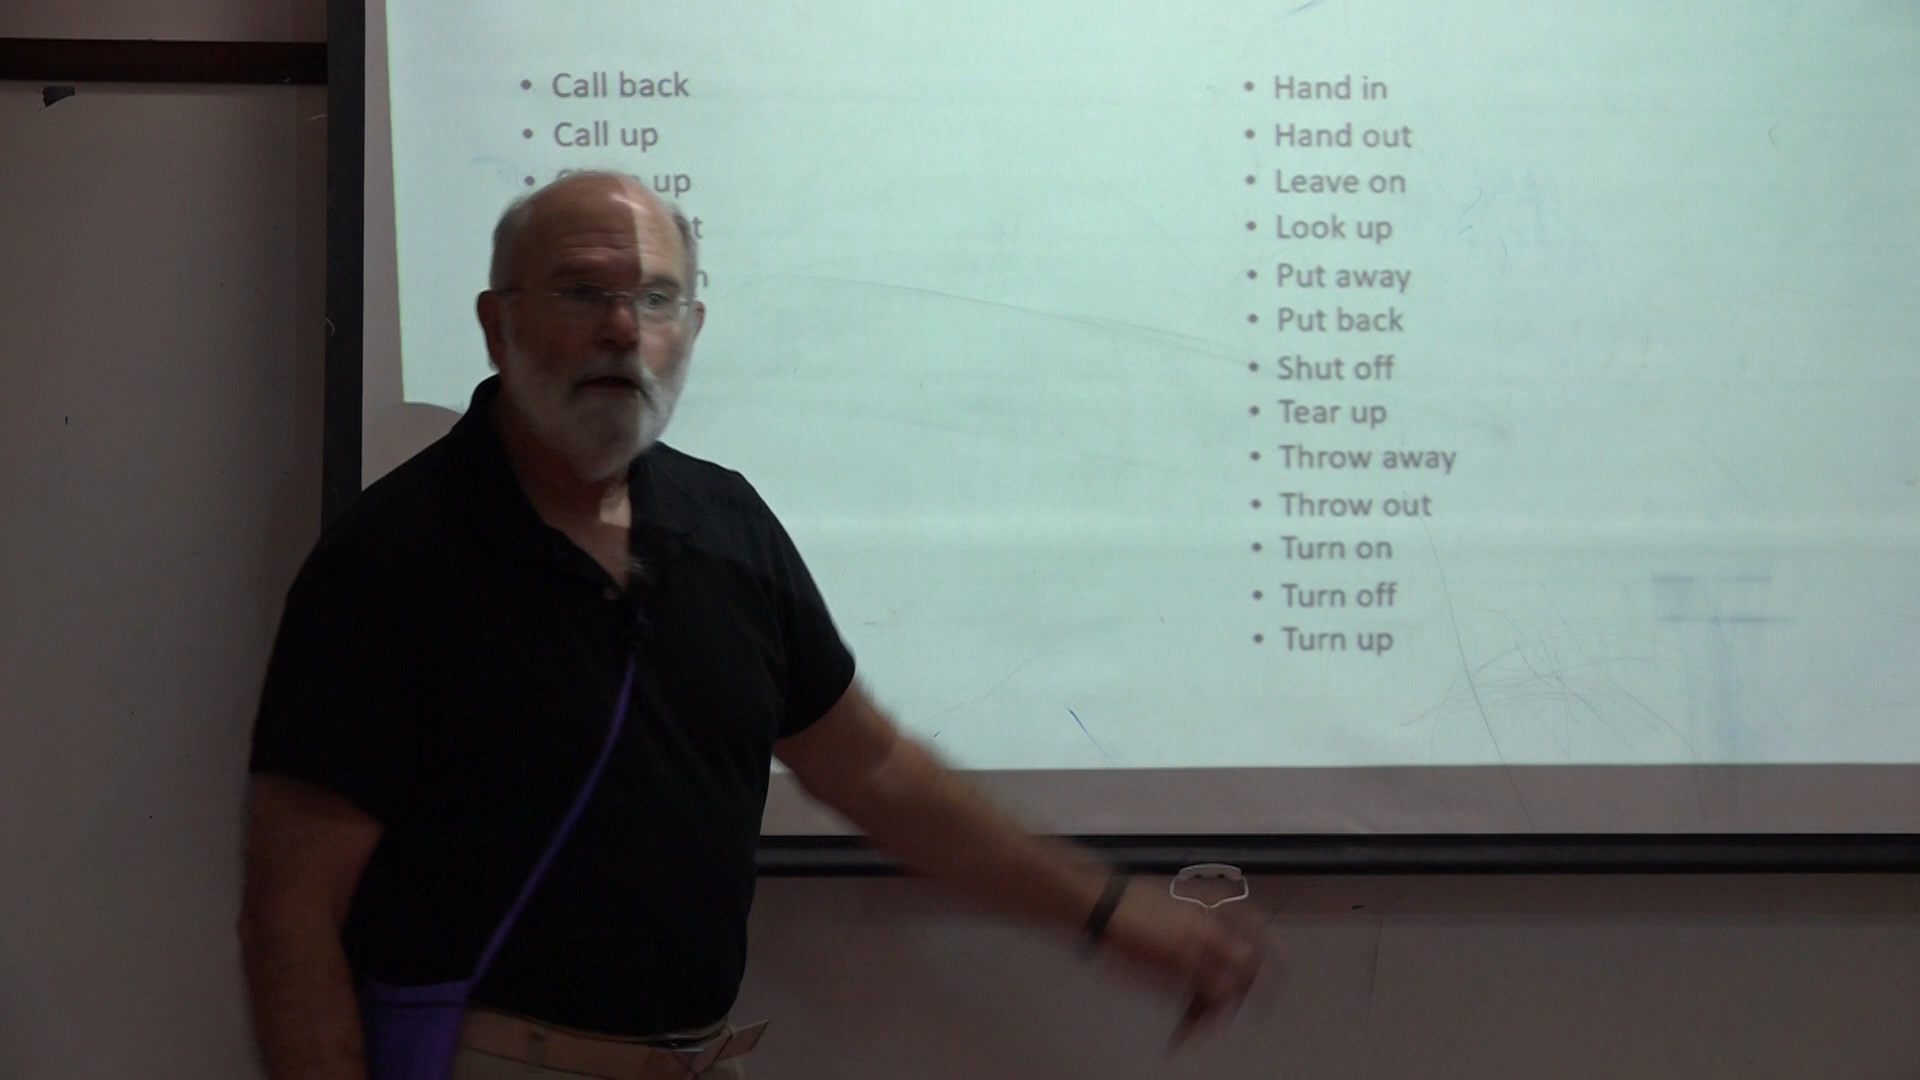 • Call back
• Call up
• up
• Hand in
• Hand out
• Leave on
• Look up
• Put away
• Put back
• Shut off
• Tear up
• Throw away
• Throw out
• Turn on
• Turn off
• Turn up